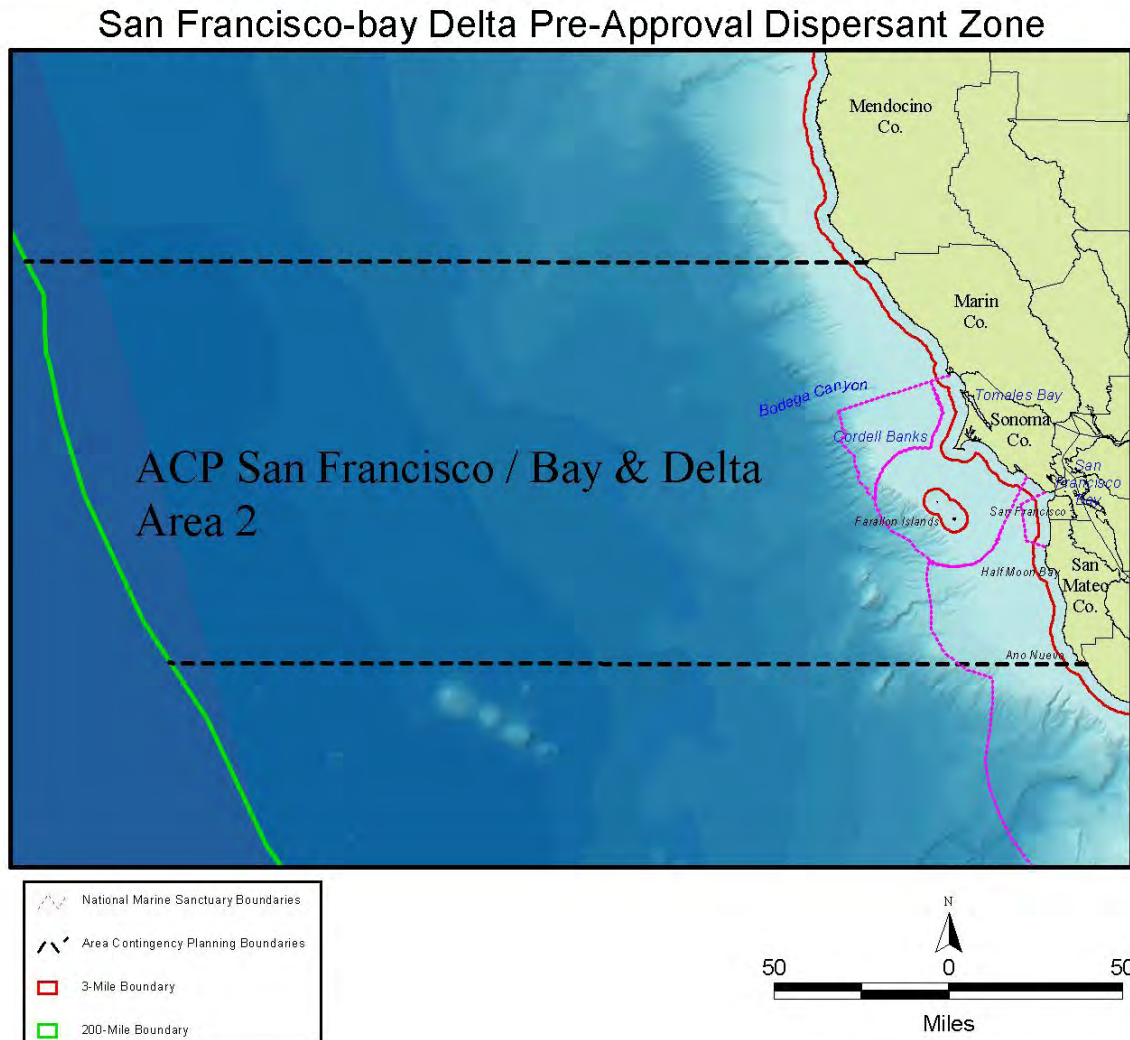 San Francisco-bay Delta Pre-Approval Dispersant Zone
Mendocino
Co.
Marin
Co.
Bodega Canyon
Tomales Bay
Sonoma
Co.
Cordell Banks
San
Francisco
Bay
ACP San Francisco / Bay & Delta
Area 2
Farallon Islands
San Francisco
Half Moon Bay
San
Mateo
Co.
Ano Nuevo
National Marine Sanctuary Boundaries
Area Contingency Planning Boundaries
3-Mile Boundary
200-Mile Boundary
N
50 0 50
Miles